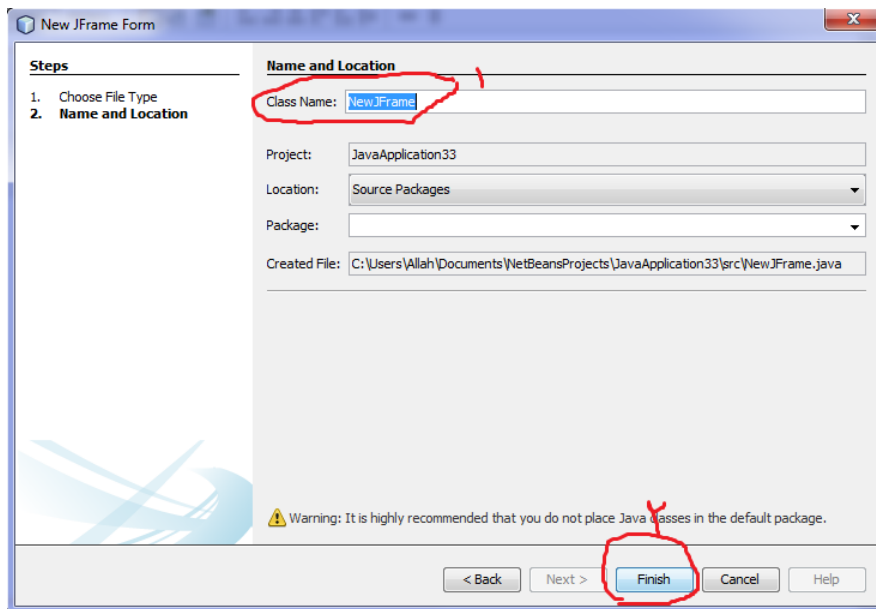 New JFrame Form
Steps
1. Choose File Type
2. Name and Location
Name and Location
Class Name: NewJFrame
۱
Project: JavaApplication33
Location: Source Packages
Package:
Created File: C:\Users\Allah\Documents\NetBeansProjects\JavaApplication33\src\NewJFrame.java
Warning: It is highly recommended that you do not place Java classes in the default package.
۲
< Back Next > Finish Cancel Help